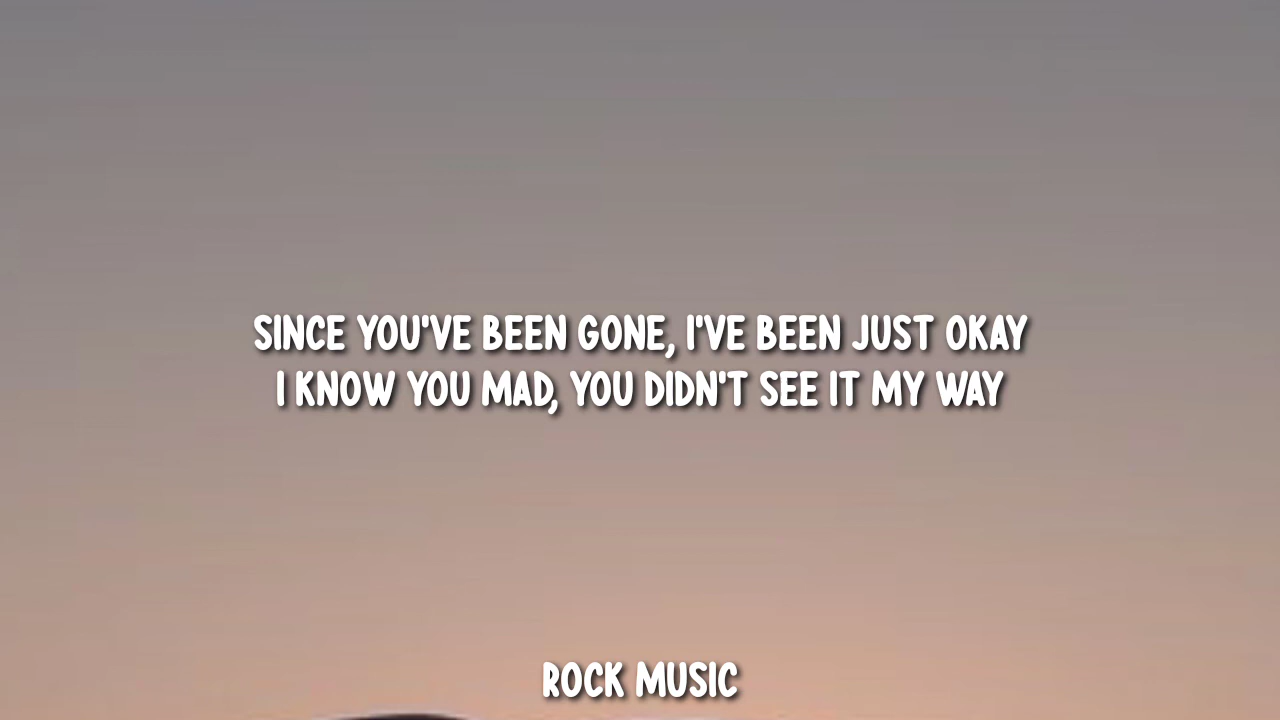 SINCE YOU'VE BEEN GONE, I'VE BEEN JUST OKAY
I KNOW YOU MAD, YOU DIDN'T SEE IT MY WAY
ROCK MUSIC